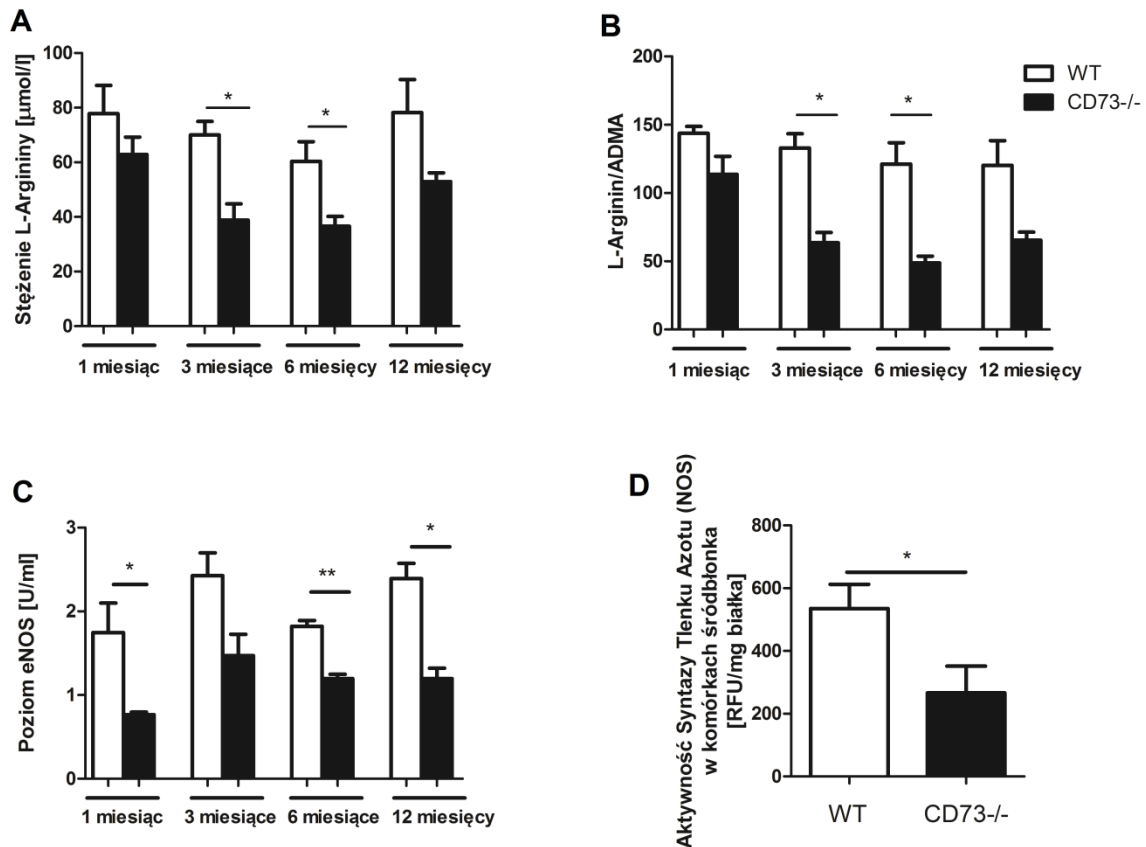 A
Stężenie L-Argininy [µmol/l]
100
80
60
40
20
0
*
*
1 miesiąc
3 miesiące
6 miesięcy
12 miesięcy
B
L-Arginin/ADMA
200
150
100
50
0
*
*
WT
CD73-/-
1 miesiąc
3 miesiące
6 miesięcy
12 miesięcy
C
Poziom eNOS [U/ml]
3
2
1
0
*
**
*
1 miesiąc
3 miesiące
6 miesiące
12 miesięcy
D
Aktywność Syntazy Tlenku Azotu (NOS)
w komórkach śródbłonka
[RFU/mg białka]
800
600
400
200
0
*
WT
CD73-/-